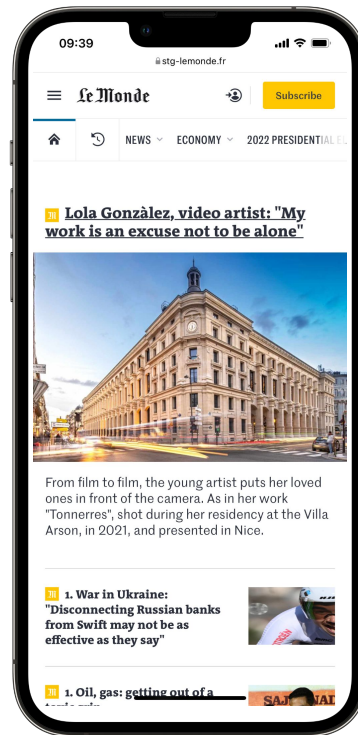 09:39
stg-lemonde.fr
Le Monde
Subscribe
NEWS
ECONOMY
2022 PRESIDENTIAL
Lola Gonzàlez, video artist: "My
work is an excuse not to be alone"
From film to film, the young artist puts her loved
ones in front of the camera. As in her work
"Tonnerres", shot during her residency at the Villa
Arson, in 2021, and presented in Nice.
1. War in Ukraine:
"Disconnecting Russian banks
from Swift may not be as
effective as they say"
1. Oil, gas: getting out of a